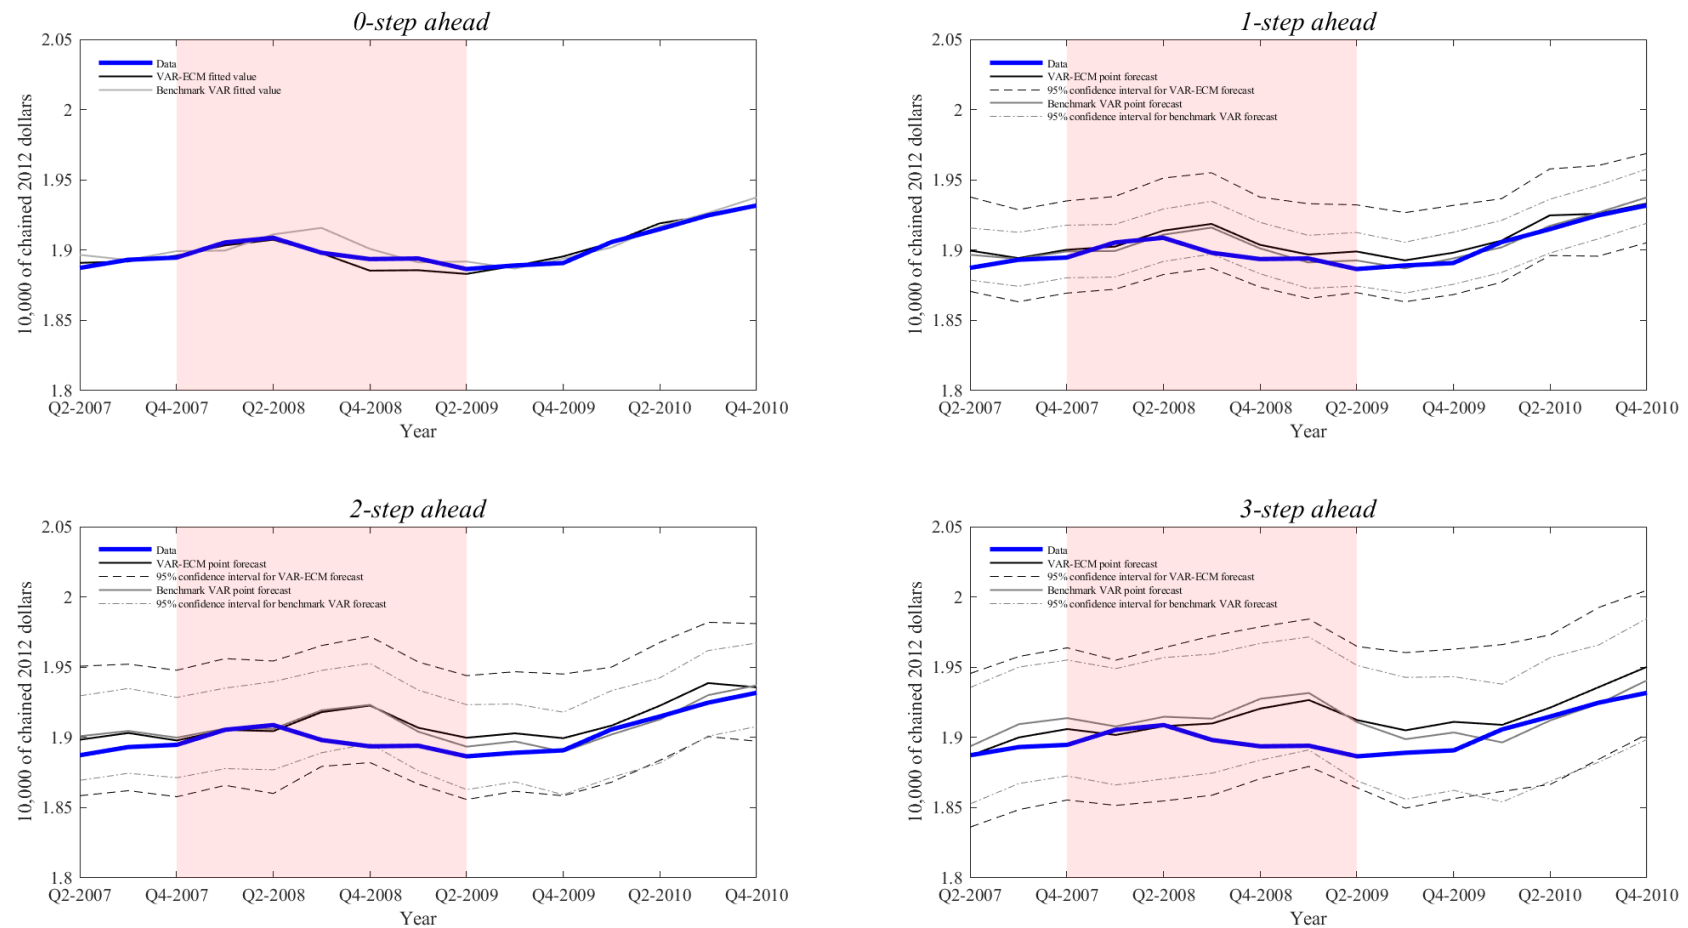 0-step ahead
2.05
2
1.95
1.9
1.85
1.8
10,000 of chained 2012 dollars
Data
VAR-ECM fitted value
Benchmark VAR fitted value
Q2-2007 Q4-2007 Q2-2008 Q4-2008 Q2-2009 Q4-2009 Q2-2010 Q4-2010
Year
1-step ahead
2.05
2
1.95
1.9
1.85
1.8
10,000 of chained 2012 dollars
Data
VAR-ECM point forecast
95% confidence interval for VAR-ECM forecast
Benchmark VAR point forecast
95% confidence interval for benchmark VAR forecast
Q2-2007 Q4-2007 Q2-2008 Q4-2008 Q2-2009 Q4-2009 Q2-2010 Q4-2010
Year
2-step ahead
2.05
2
1.95
1.9
1.85
1.8
10,000 of chained 2012 dollars
Data
VAR-ECM point forecast
95% confidence interval for VAR-ECM forecast
Benchmark VAR point forecast
95% confidence interval for benchmark VAR forecast
Q2-2007 Q4-2007 Q2-2008 Q4-2008 Q2-2009 Q4-2009 Q2-2010 Q4-2010
Year
3-step ahead
2.05
2
1.95
1.9
1.85
1.8
10,000 of chained 2012 dollars
Data
VAR-ECM point forecast
95% confidence interval for VAR-ECM forecast
Benchmark VAR point forecast
95% confidence interval for benchmark VAR forecast
Q2-2007 Q4-2007 Q2-2008 Q4-2008 Q2-2009 Q4-2009 Q2-2010 Q4-2010
Year